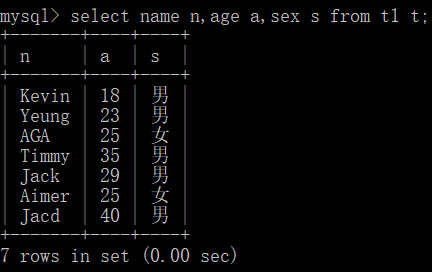 mysql> select name n,age a,sex s from t1 t;
+-------+----+----+
| n | a | s |
+-------+----+----+
| Kevin | 18 | 男 |
| Yeung | 23 | 男 |
| AGA | 25 | 女 |
| Timmy | 35 | 男 |
| Jack | 29 | 男 |
| Aimer | 25 | 女 |
| Jacd | 40 | 男 |
+-------+----+----+
7 rows in set (0.00 sec)